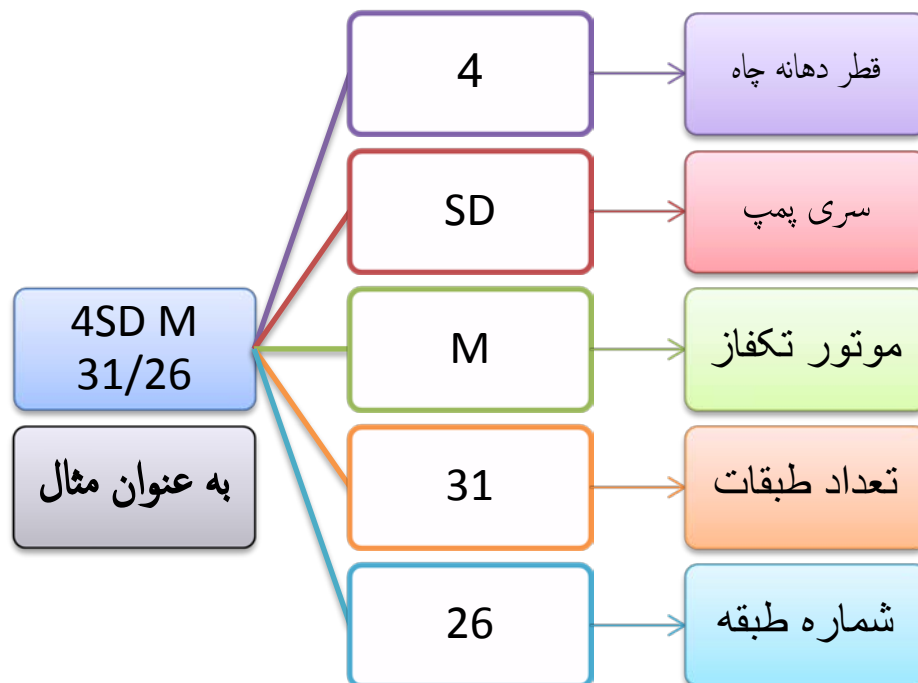 4SD M
31/26
به عنوان مثال
4
قطر دهانه چاه
SD
سری پمپ
M
موتور تکفاز
31
تعداد طبقات
26
شماره طبقه